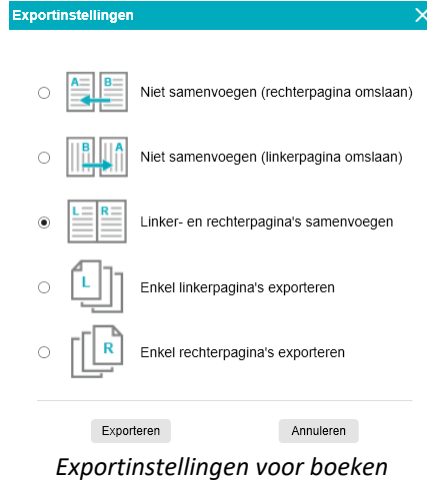 Exportinstellingen
A B Niet samenvoegen (rechterpagina omslaan)
B A Niet samenvoegen (linkerpagina omslaan)
L R Linker- en rechterpagina's samenvoegen
L Enkel linkerpagina's exporteren
R Enkel rechterpagina's exporteren
Exporteren Annuleren
Exportinstellingen voor boeken